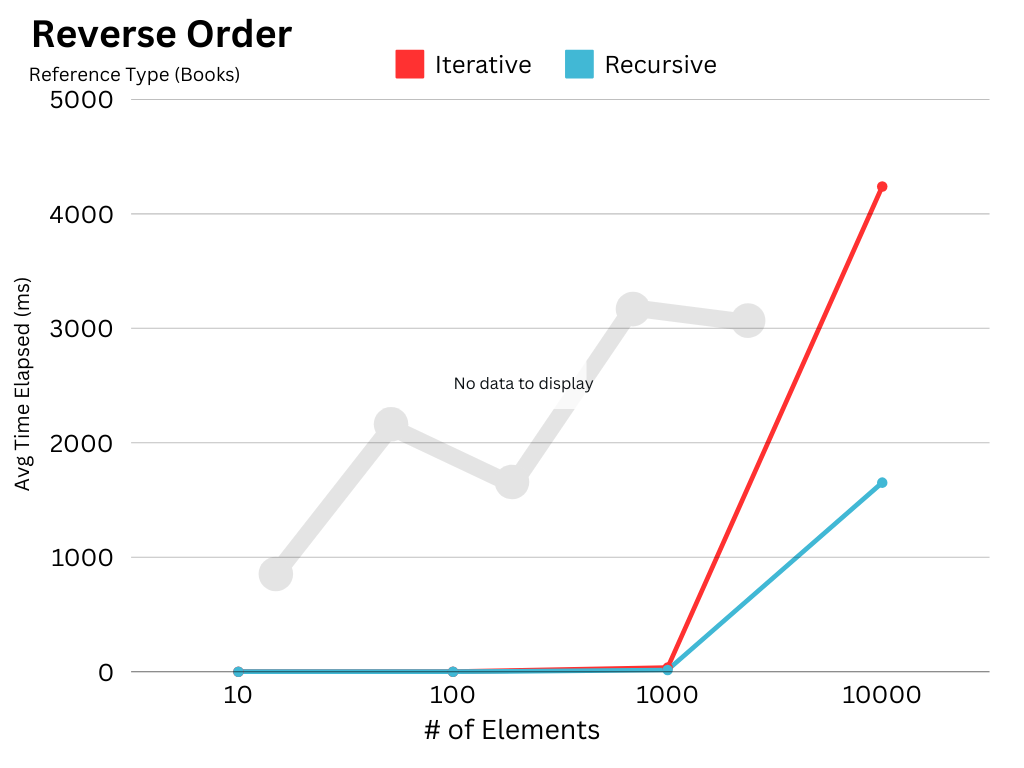 Reverse Order
Reference Type (Books)
Iterative
Recursive
5000
4000
3000
2000
1000
0
Avg Time Elapsed (ms)
No data to display
10
100
1000
10000
# of Elements